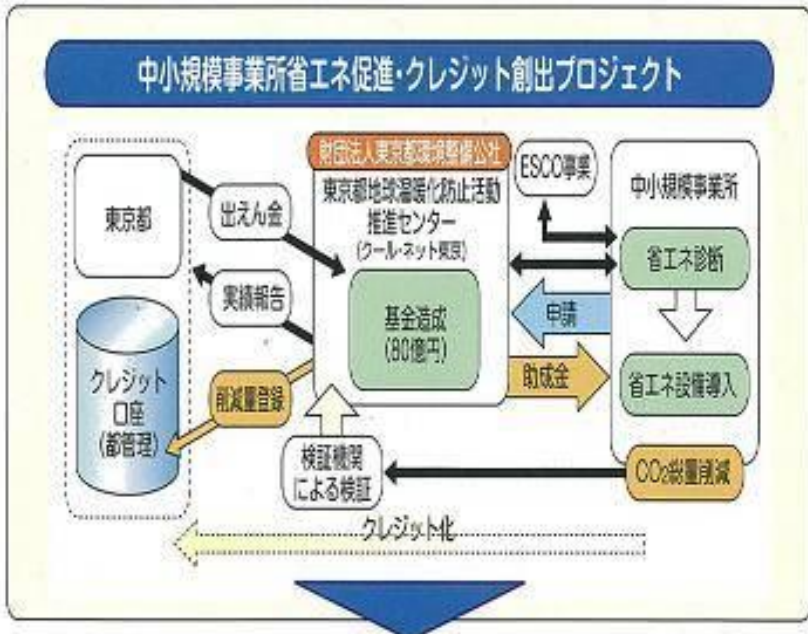 中小規模事業所省エネ促進・クレジット創出プロジェクト
財団法人東京都環境整備公社
東京都地球温暖化防止活動
推進センター
(クール・ネット東京)
基金造成
(80億円)
東京都
出えん金
実績報告
クレジット
口座
(都管理)
削減量登録
検証機関
による検証
ESCO事業
中小規模事業所
省エネ診断
申請
助成金
省エネ設備導入
CO2総量削減
クレジット化